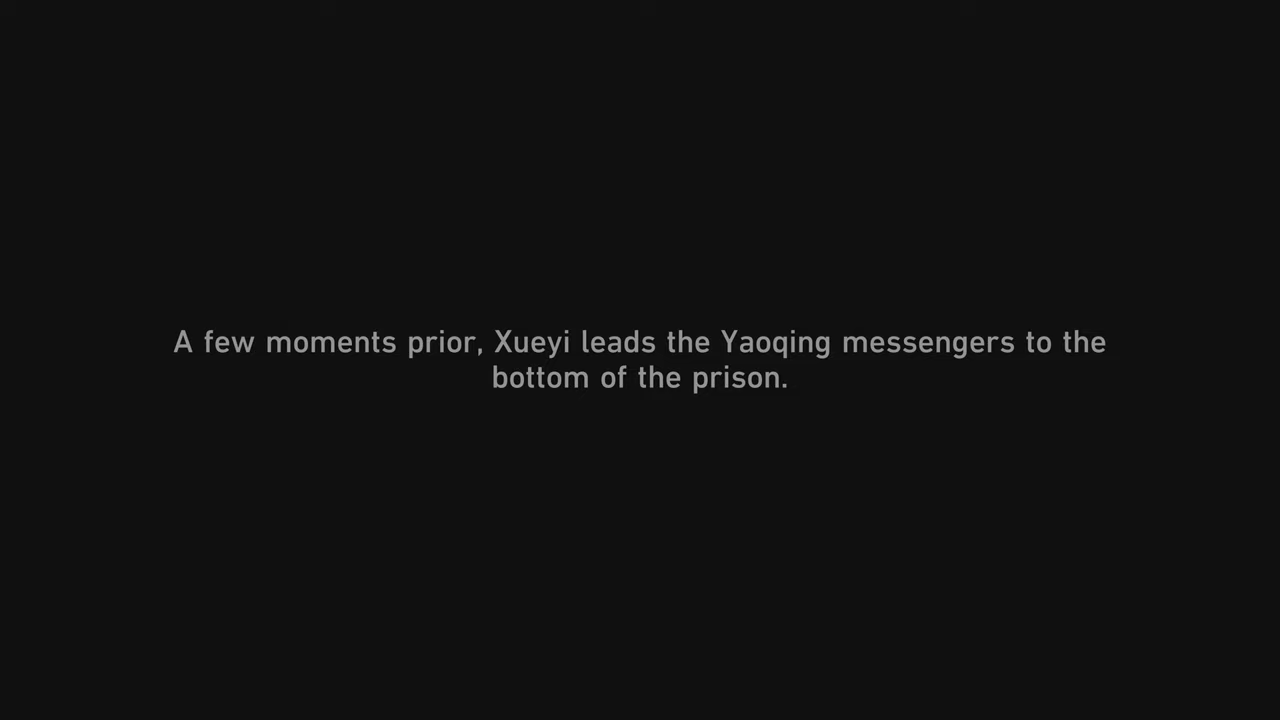 A few moments prior, Xueyi leads the Yaoqing messengers to the
bottom of the prison.